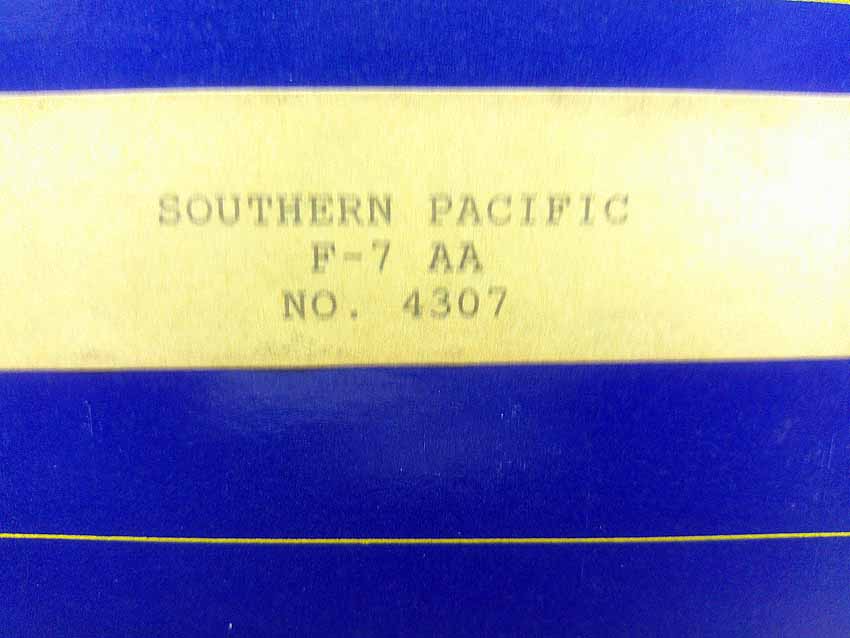 SOUTHERN PACIFIC
F-7 AA
NO. 4307